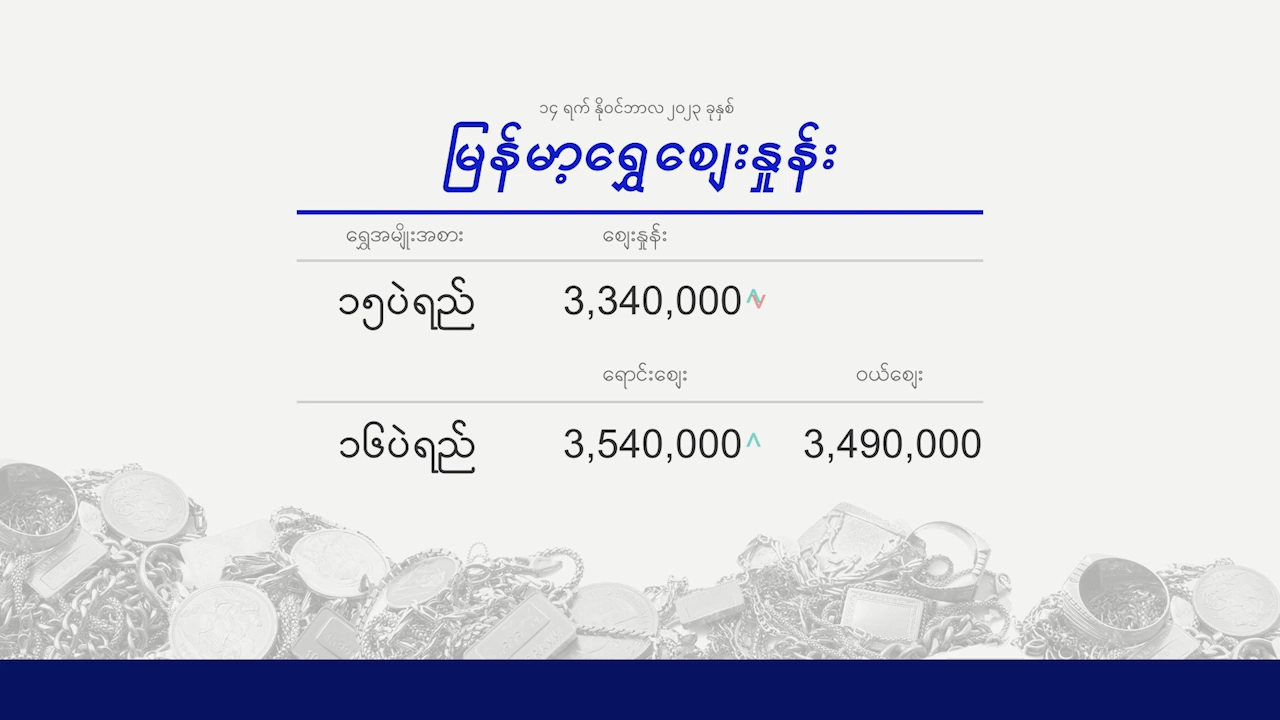 ၁၄ ရက် နိုဝင်ဘာလ ၂၀၂၃ ခုနှစ်
မြန်မာ့ရွှေဈေးနှုန်း
ရွှေအမျိုးအစား ဈေးနှုန်း
၁၅ပဲရည် 3,340,000
ရောင်းဈေး ဝယ်ဈေး
၁၆ပဲရည် 3,540,000 3,490,000